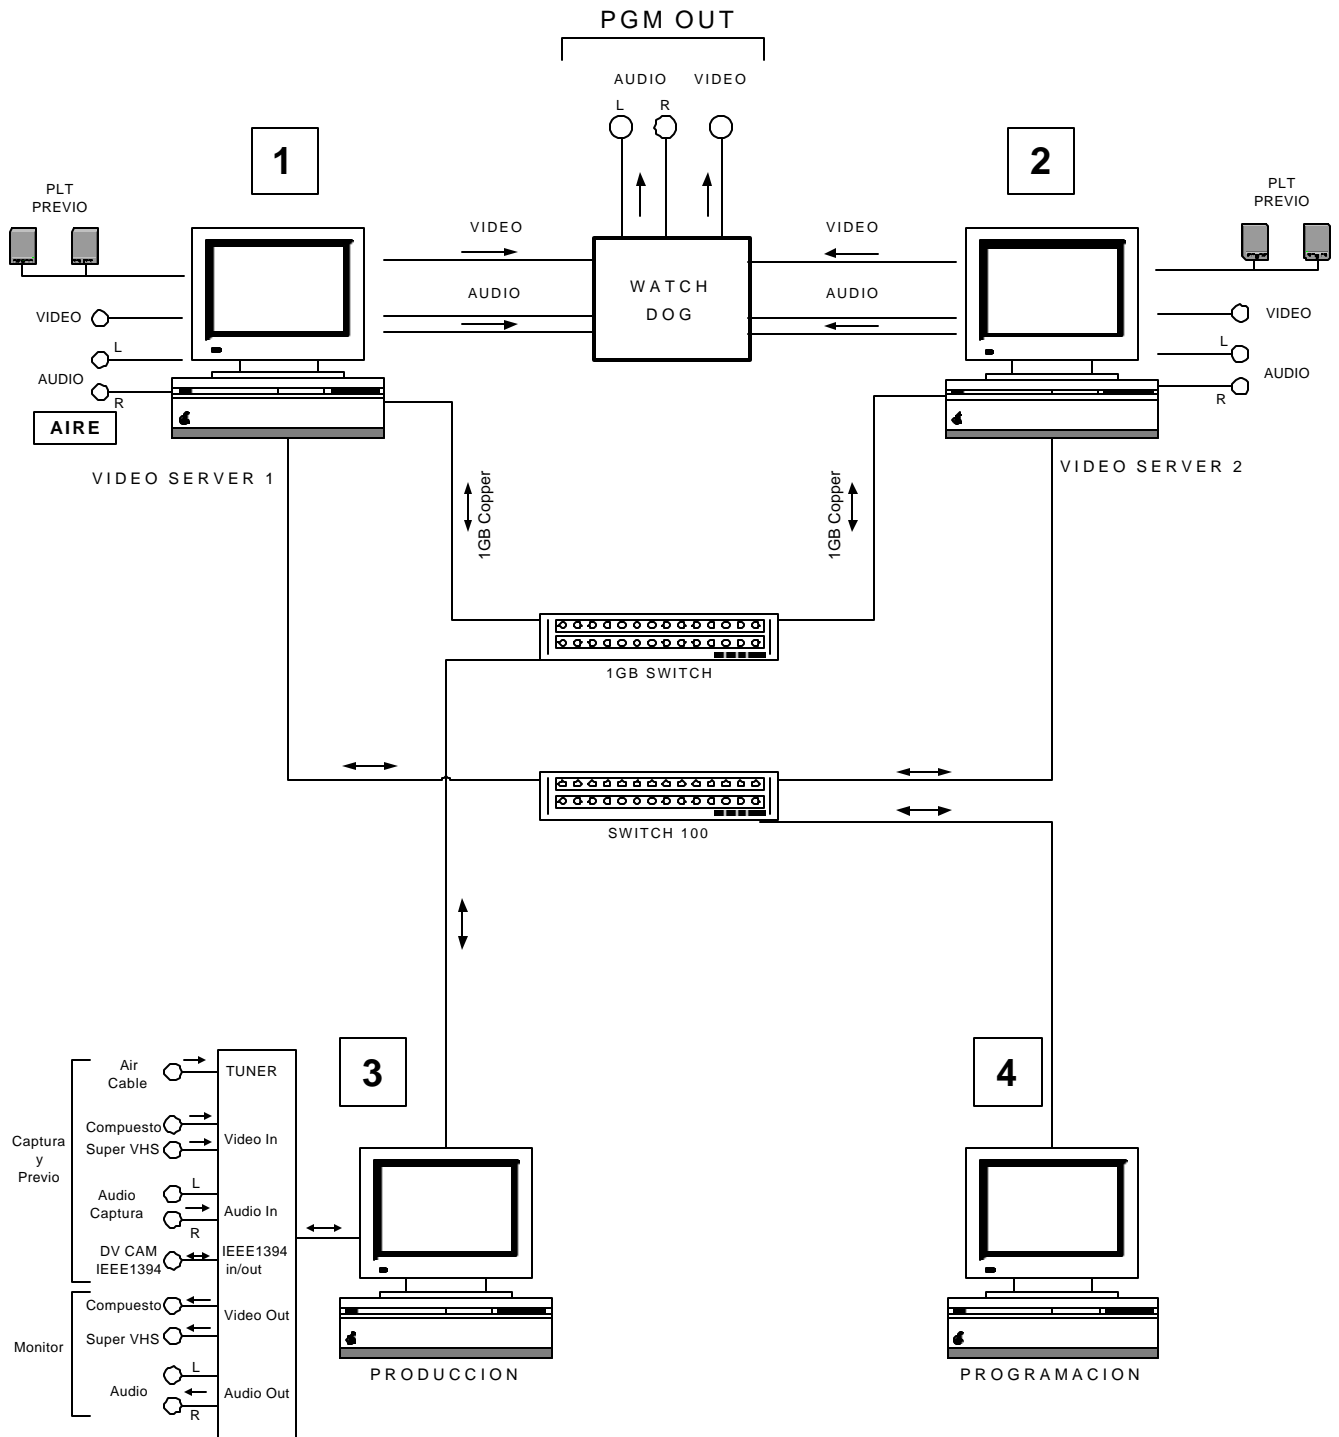 PGM OUT
AUDIO VIDEO
L R
1
2
PLT
PREVIO
PLT
PREVIO
VIDEO
VIDEO
WATCH
DOG
AUDIO
AUDIO
VIDEO
L
AUDIO
R
AIRE
VIDEO
L
AUDIO
R
VIDEO SERVER 1
VIDEO SERVER 2
1GB Copper
1GB Copper
1GB SWITCH
SWITCH 100
3
4
Captura
y
Previo
Air
Cable
TUNER
Compuesto
Super VHS
Video In
L
Audio
Captura
R
Audio In
DV CAM
IEEE1394
IEEE1394
in/out
Monitor
Compuesto
Super VHS
Video Out
L
Audio
R
Audio Out
PRODUCCION
PROGRAMACION